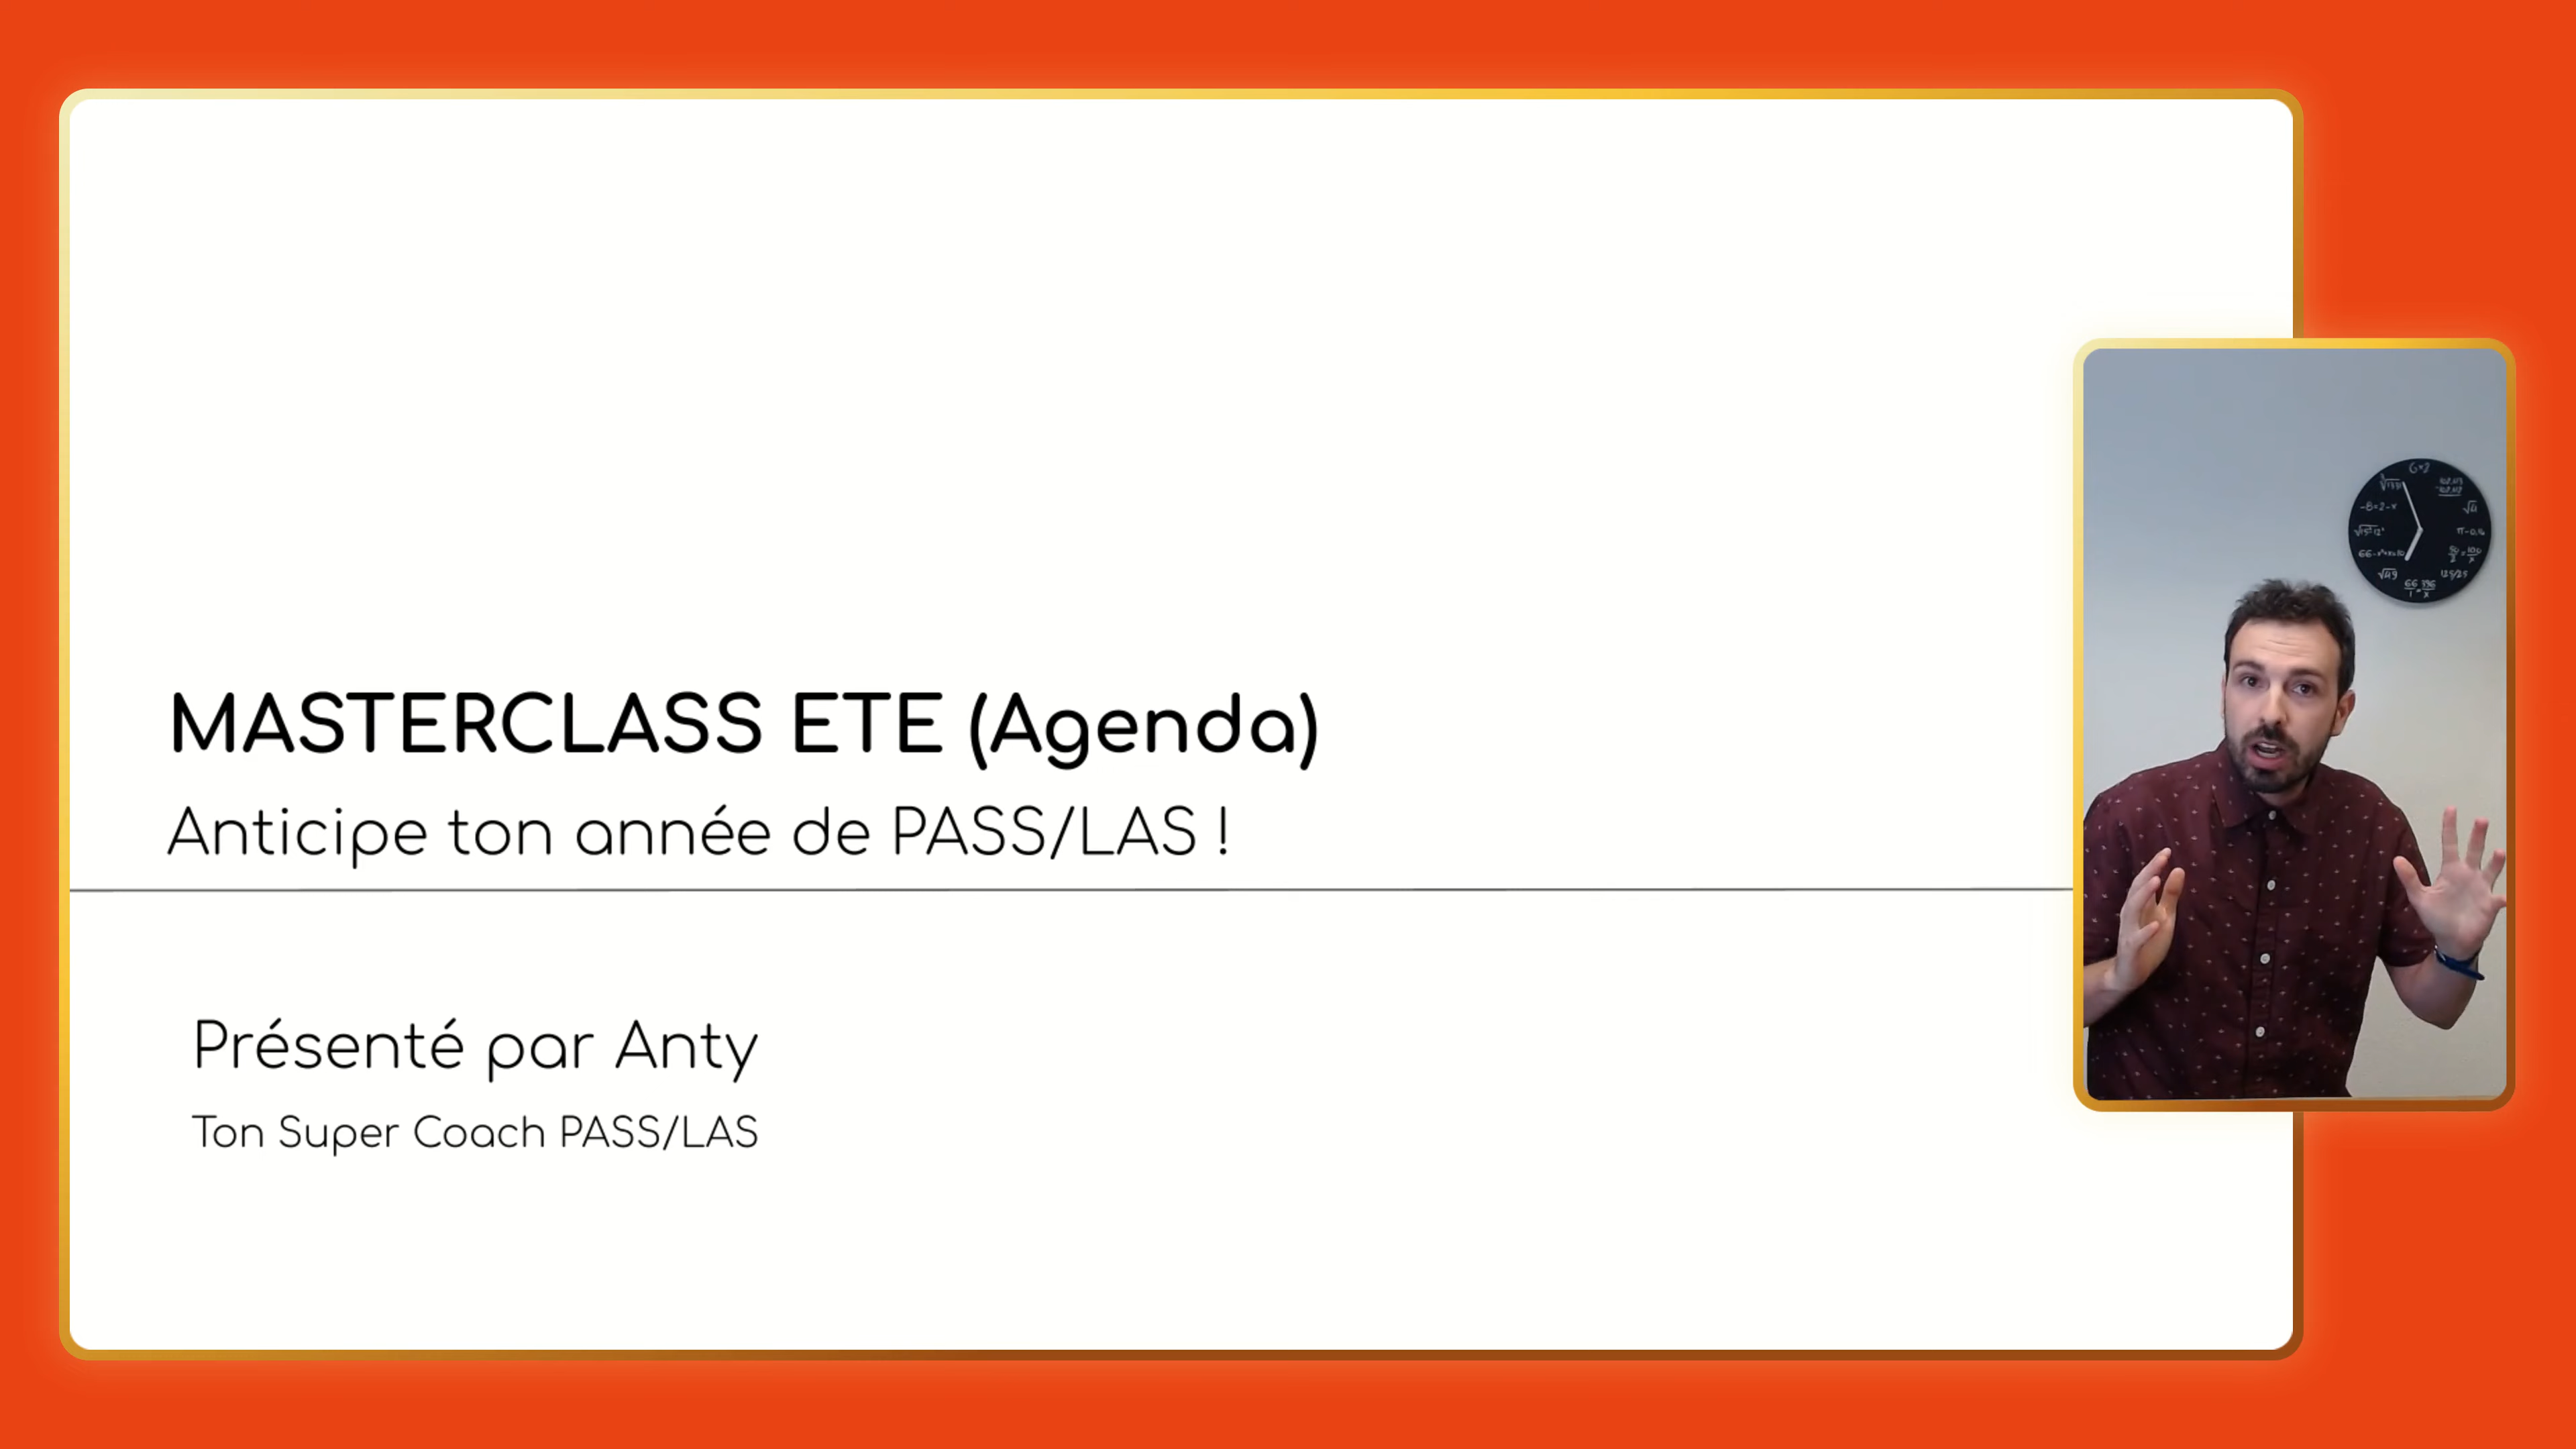 MASTERCLASS ETE (Agenda)
Anticipe ton année de PASS/LAS !
Présenté par Anty
Ton Super Coach PASS/LAS